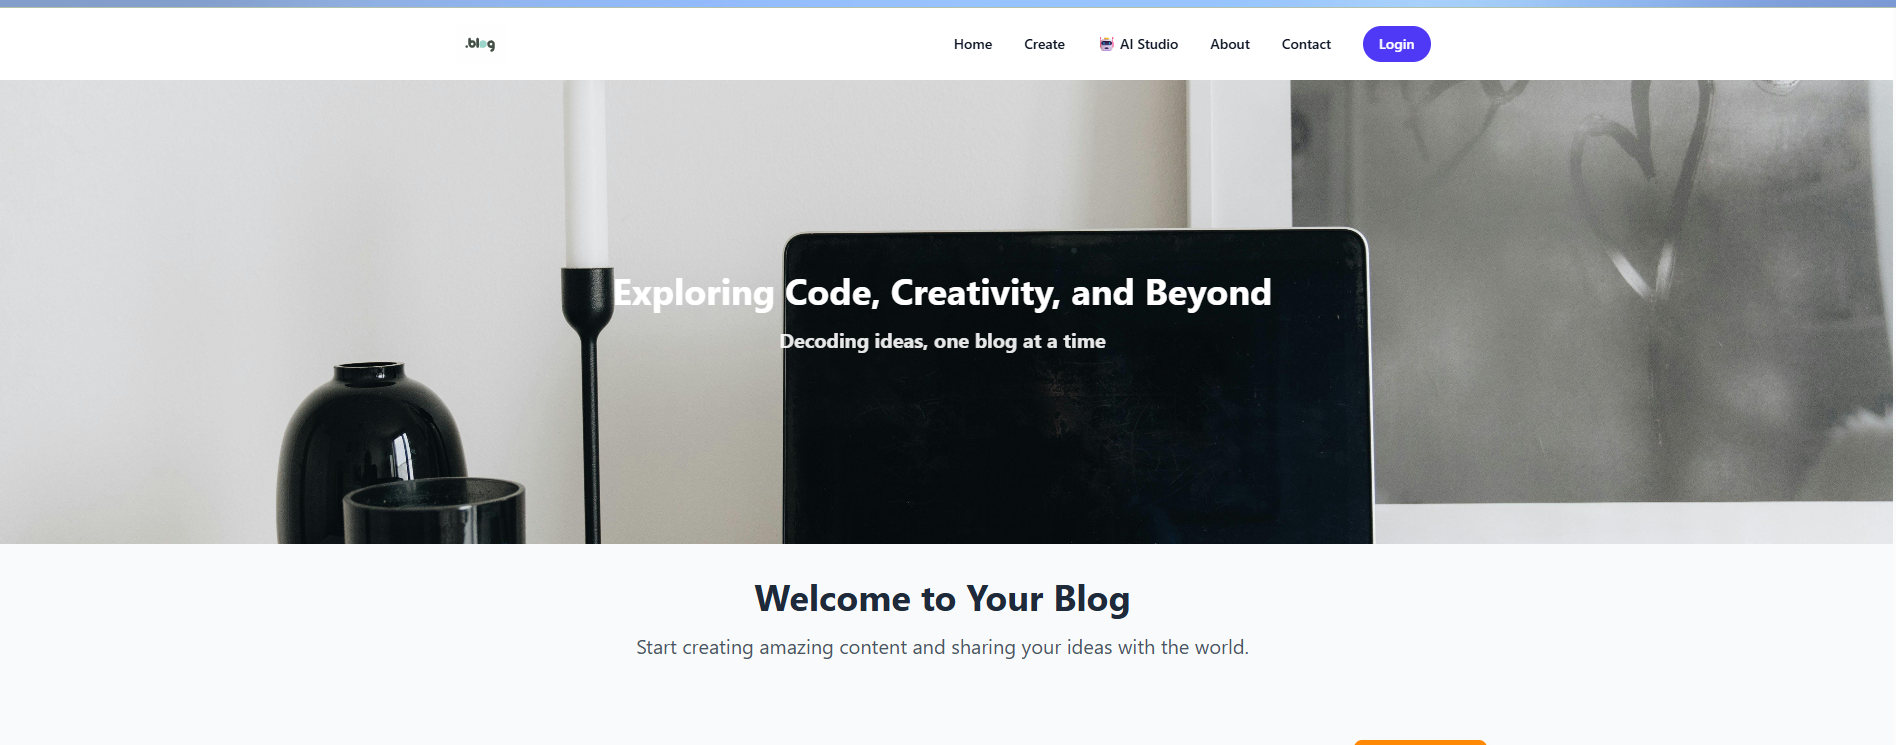 .blog
Home
Create
AI Studio
About
Contact
Login
Exploring Code, Creativity, and Beyond
Decoding ideas, one blog at a time
Welcome to Your Blog
Start creating amazing content and sharing your ideas with the world.